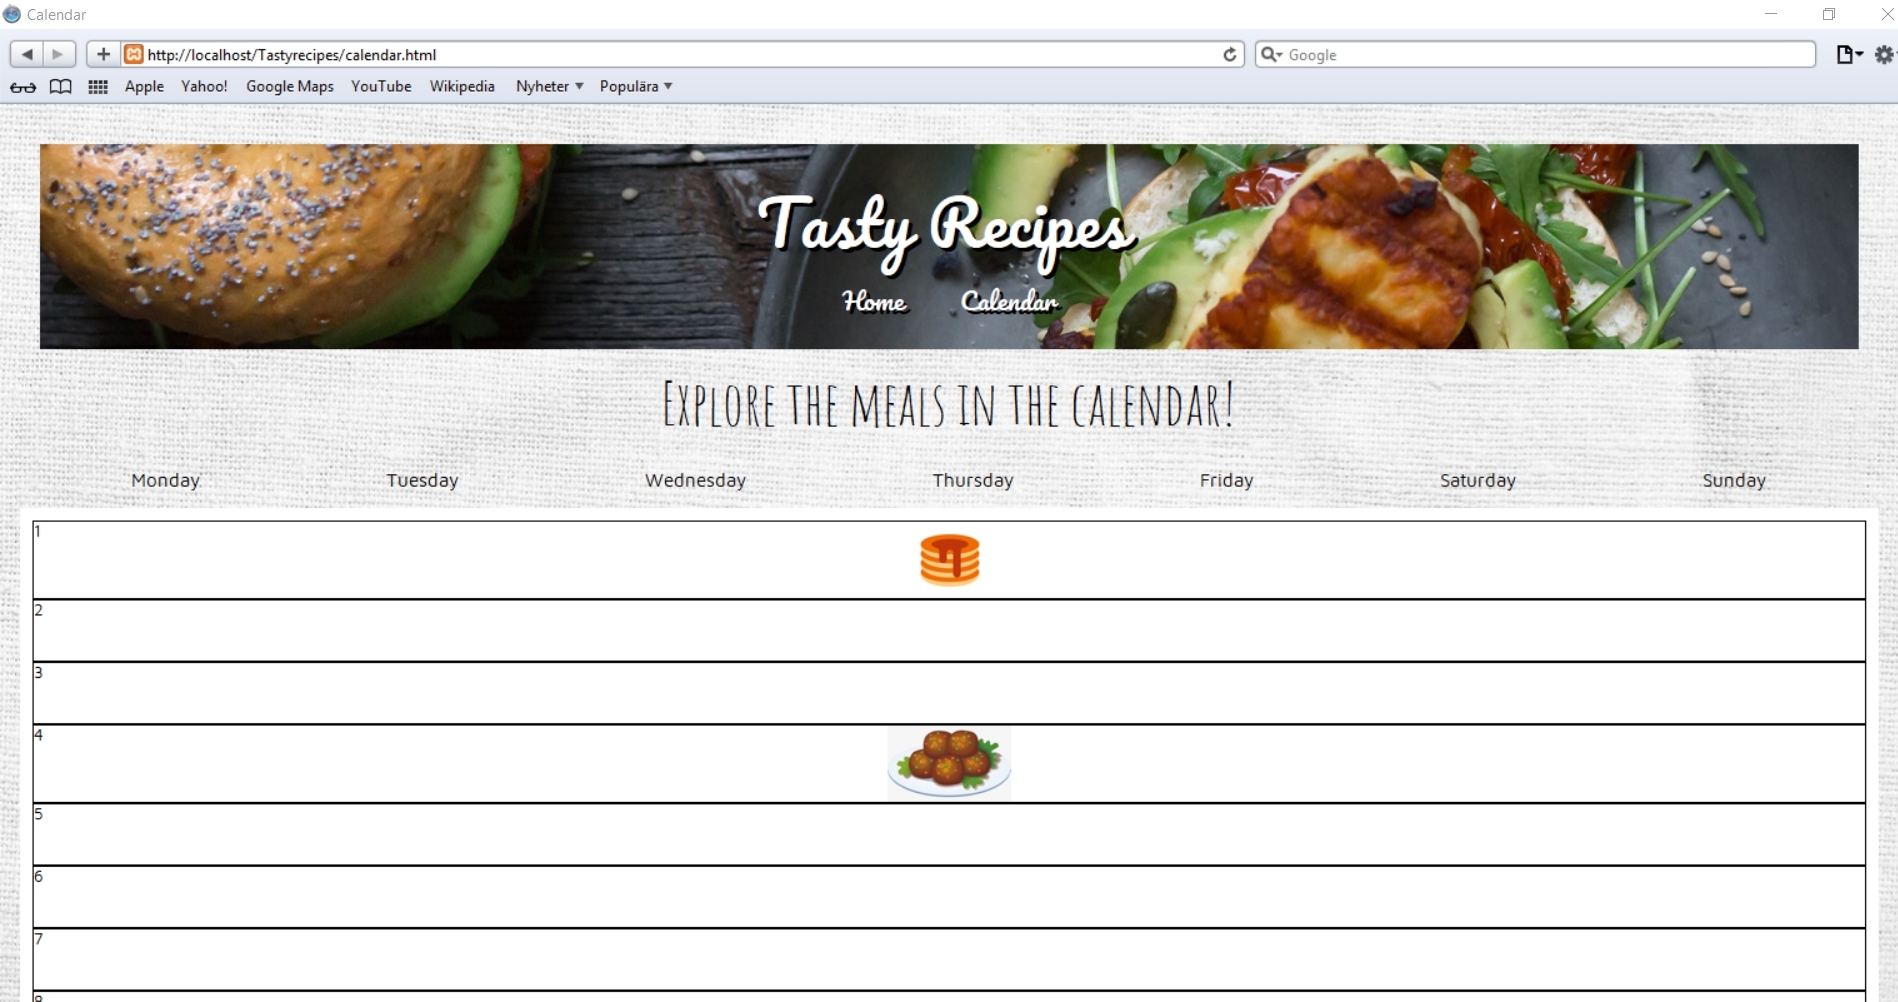 Calendar
http://localhost/Tastyrecipes/calendar.html Google
Apple Yahoo! Google Maps YouTube Wikipedia Nyheter Populära
Tasty Recipes
Home Calendar
Explore the meals in the calendar!
Monday Tuesday Wednesday Thursday Friday Saturday Sunday
1
2
3
4
5
6
7
8